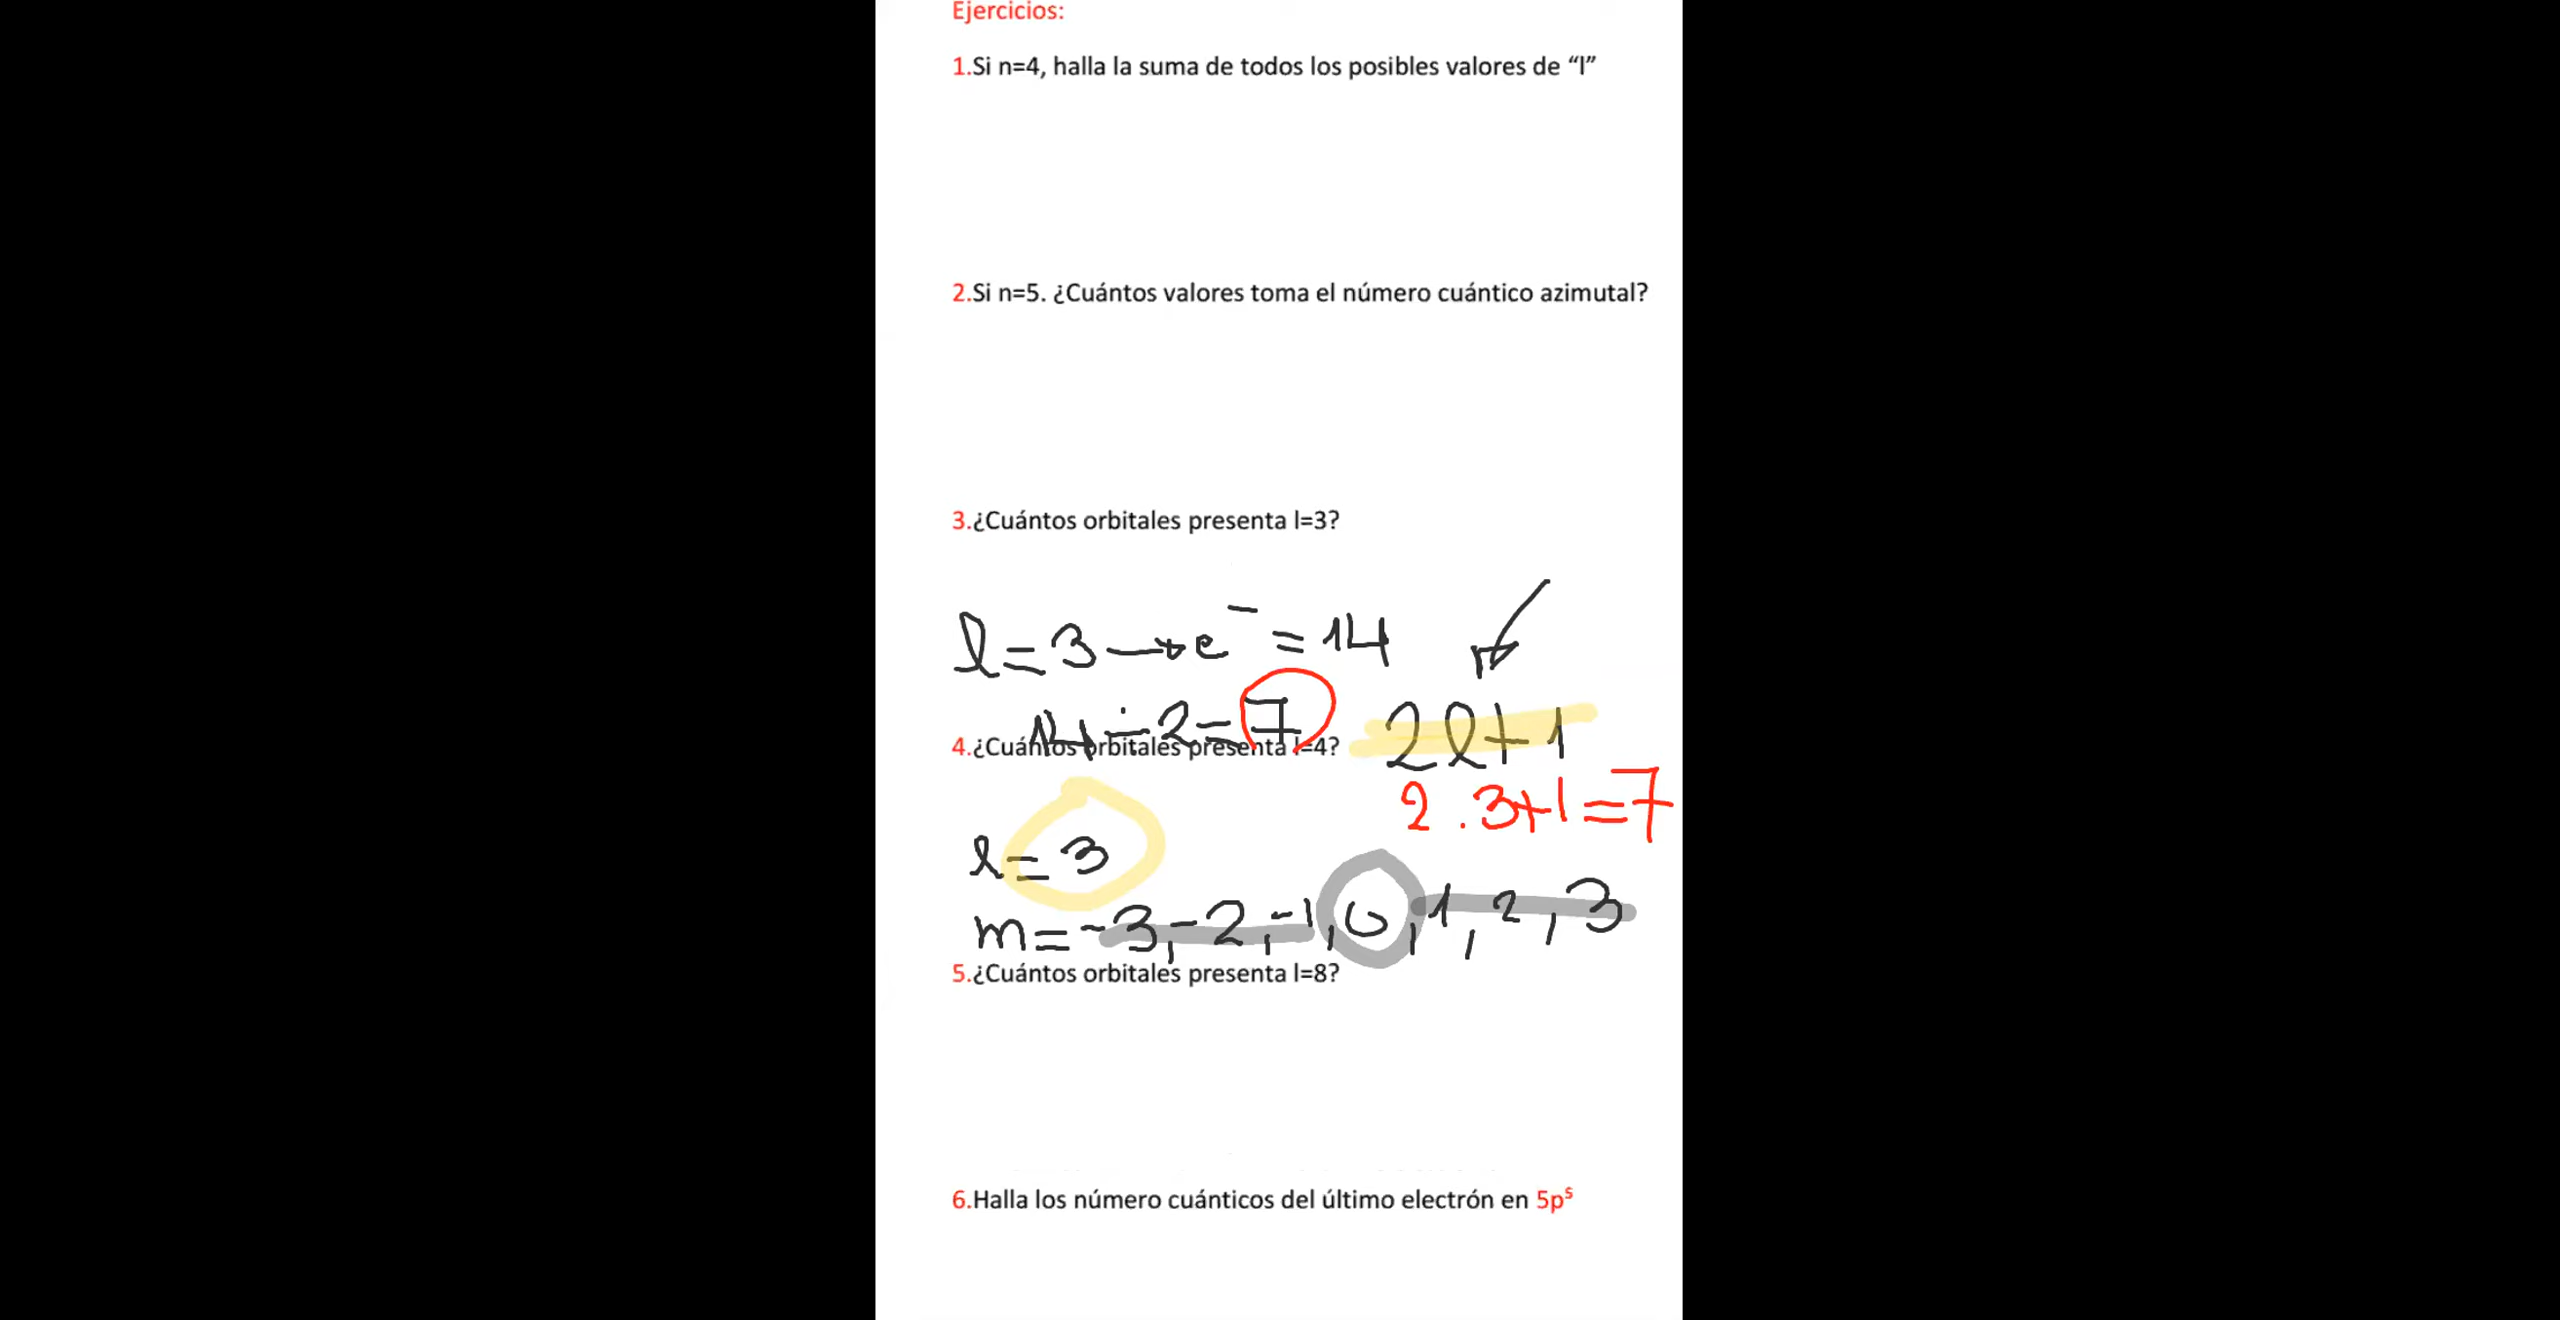 Ejercicios:
1.Si n=4, halla la suma de todos los posibles valores de “l”
2.Si n=5. ¿Cuántos valores toma el número cuántico azimutal?
3.¿Cuántos orbitales presenta l=3?
l=3→e⁻=14
14÷2=7
2l+1
4.¿Cuántos orbitales presenta l=4?
2.3+1=7
l=3
m=-3,-2,-1,0,1,2,3
5.¿Cuántos orbitales presenta l=8?
6.Halla los número cuánticos del último electrón en 5p⁵